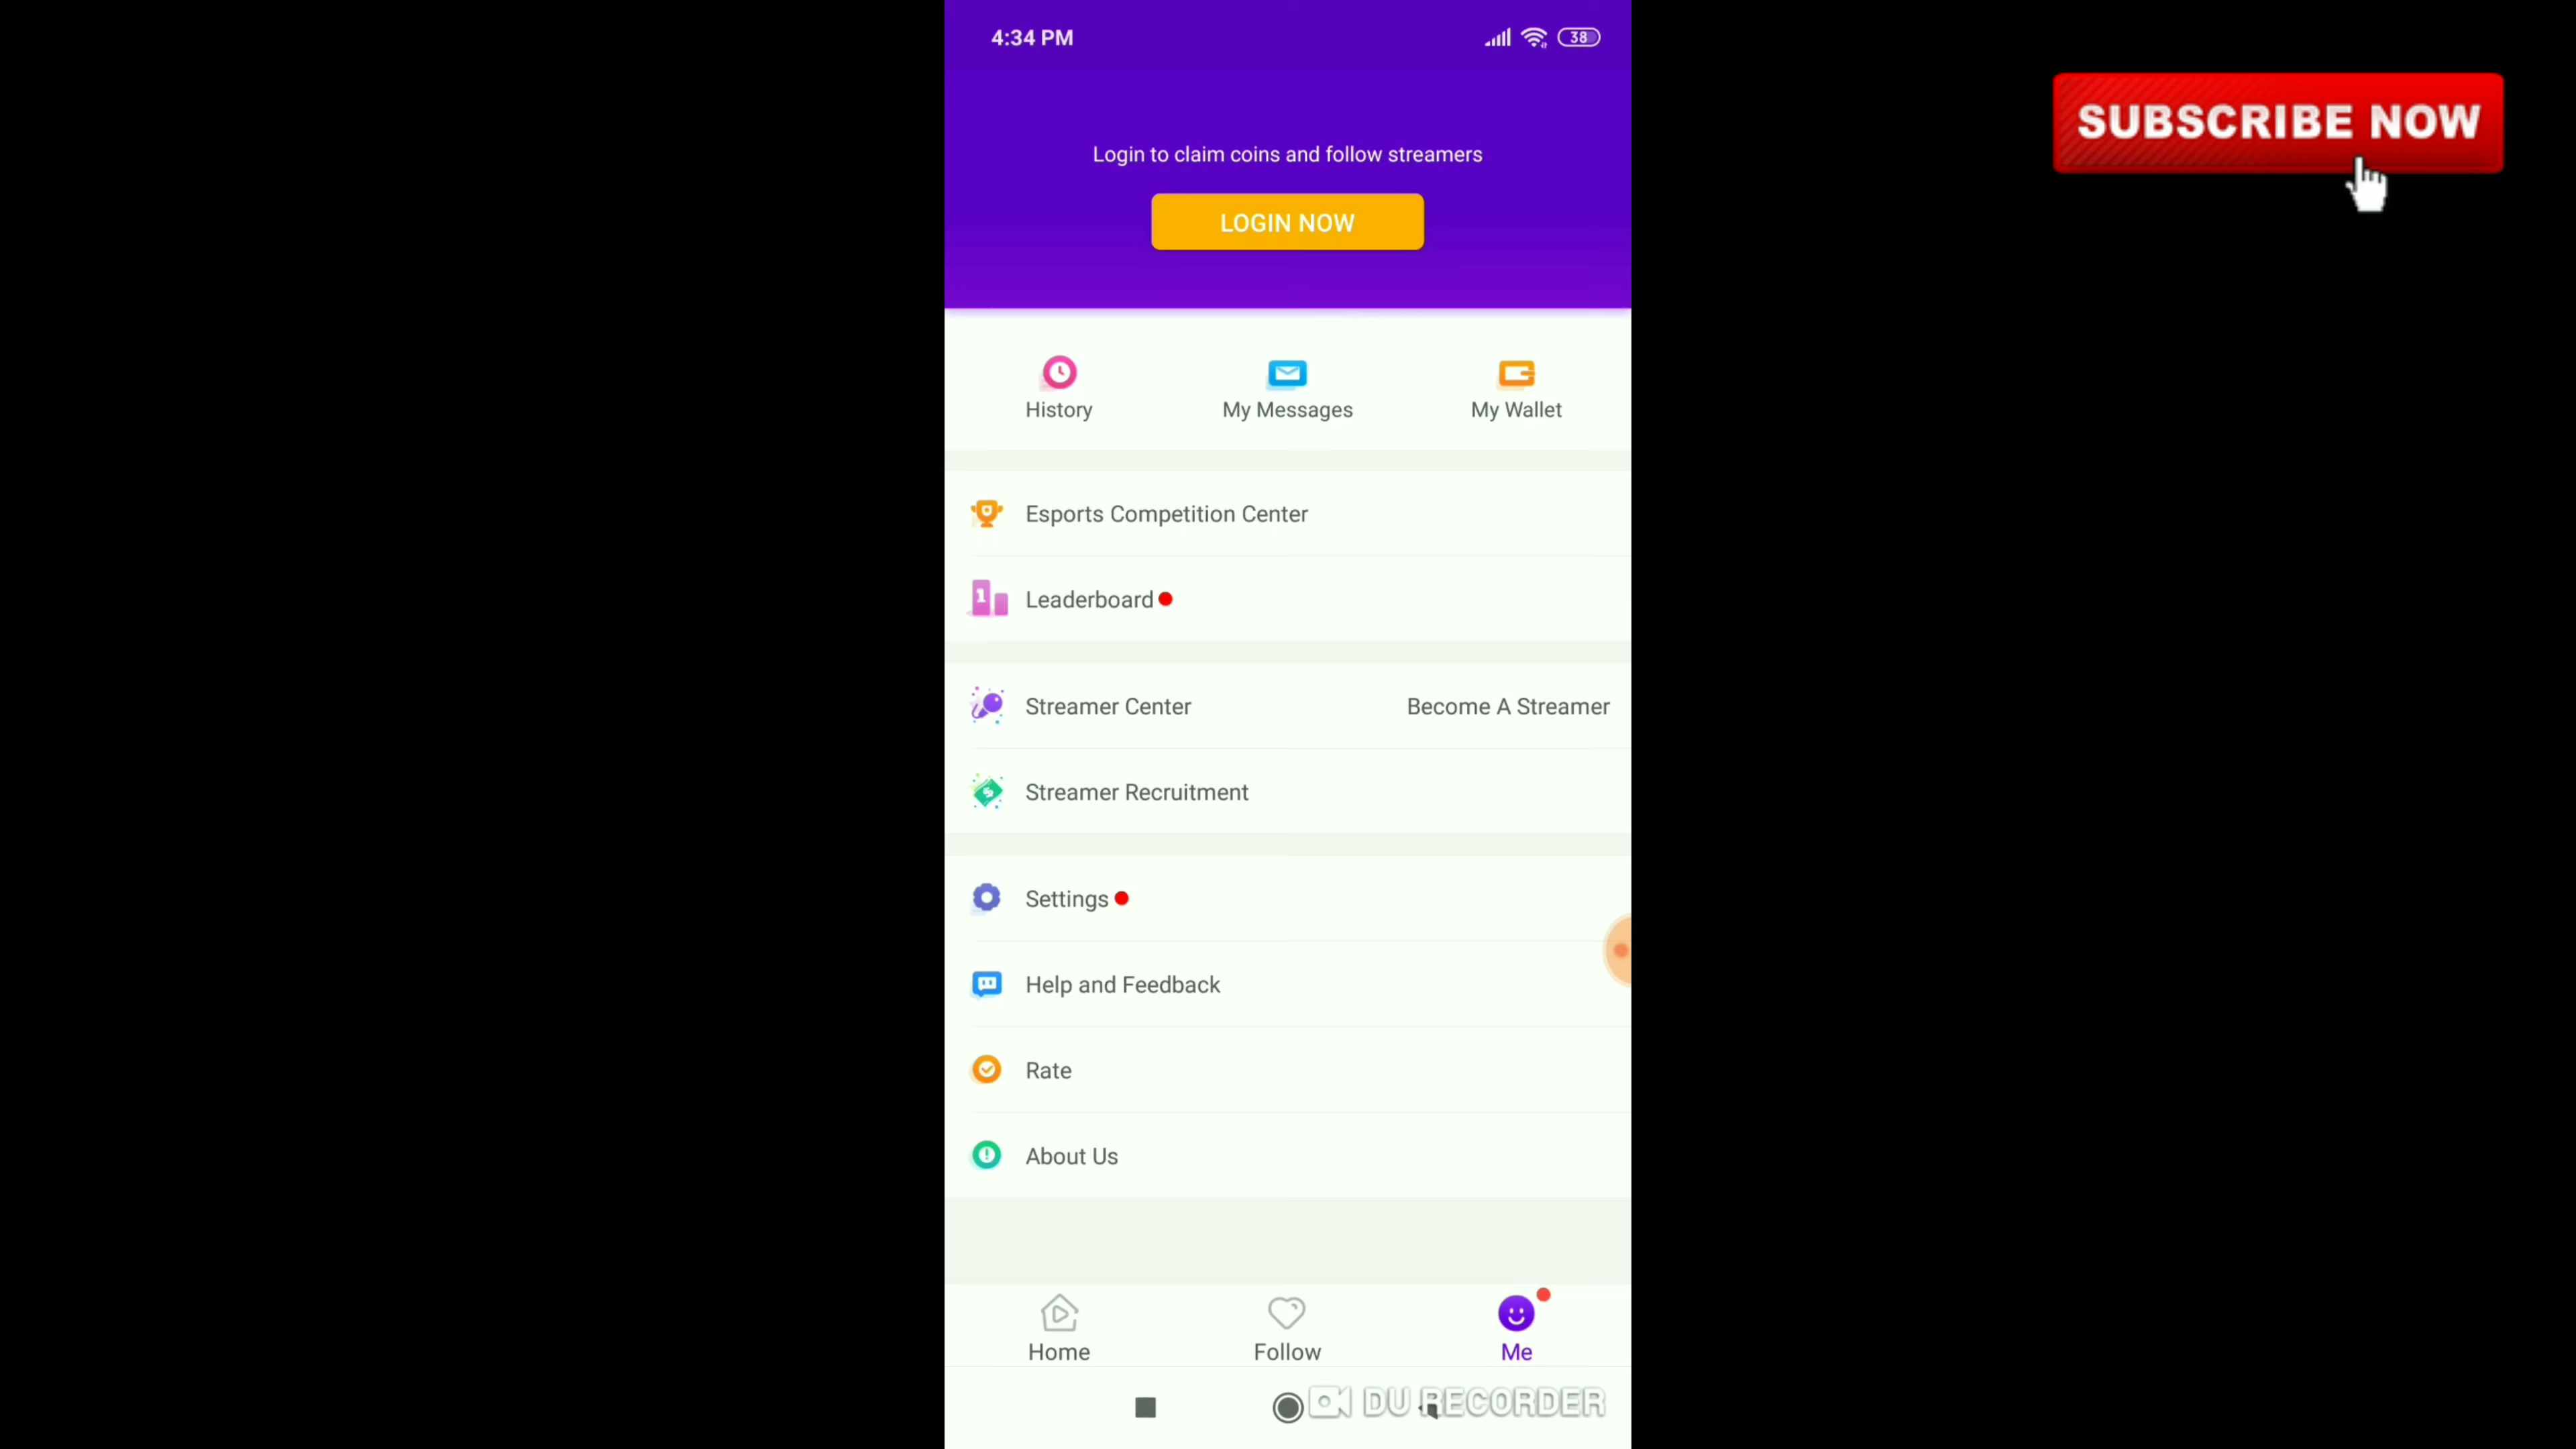 4:34 PM
38
SUBSCRIBE NOW
Login to claim coins and follow streamers
LOGIN NOW
History
My Messages
My Wallet
Esports Competition Center
1
Leaderboard
Streamer Center
Become A Streamer
Streamer Recruitment
Settings
Help and Feedback
Rate
About Us
Home
Follow
Me
DU RECORDER